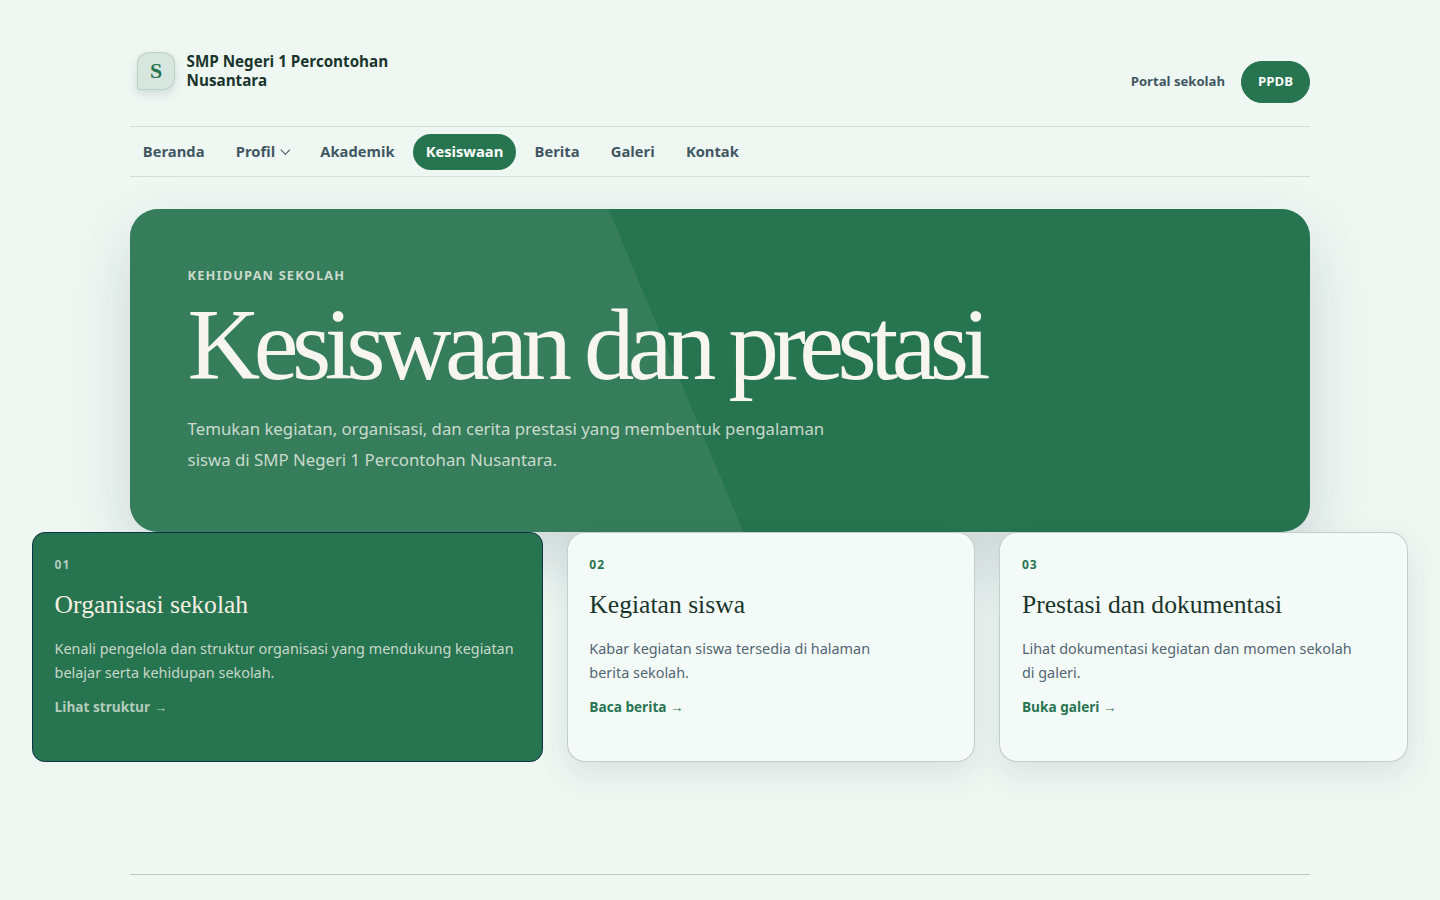 S
SMP Negeri 1 Percontohan
Nusantara
Portal sekolah
PPDB
Beranda
Profil
Akademik
Kesiswaan
Berita
Galeri
Kontak
KEHIDUPAN SEKOLAH
Kesiswaan dan prestasi
Temukan kegiatan, organisasi, dan cerita prestasi yang membentuk pengalaman
siswa di SMP Negeri 1 Percontohan Nusantara.
01
Organisasi sekolah
Kenali pengelola dan struktur organisasi yang mendukung kegiatan
belajar serta kehidupan sekolah.
Lihat struktur →
02
Kegiatan siswa
Kabar kegiatan siswa tersedia di halaman
berita sekolah.
Baca berita →
03
Prestasi dan dokumentasi
Lihat dokumentasi kegiatan dan momen sekolah
di galeri.
Buka galeri →